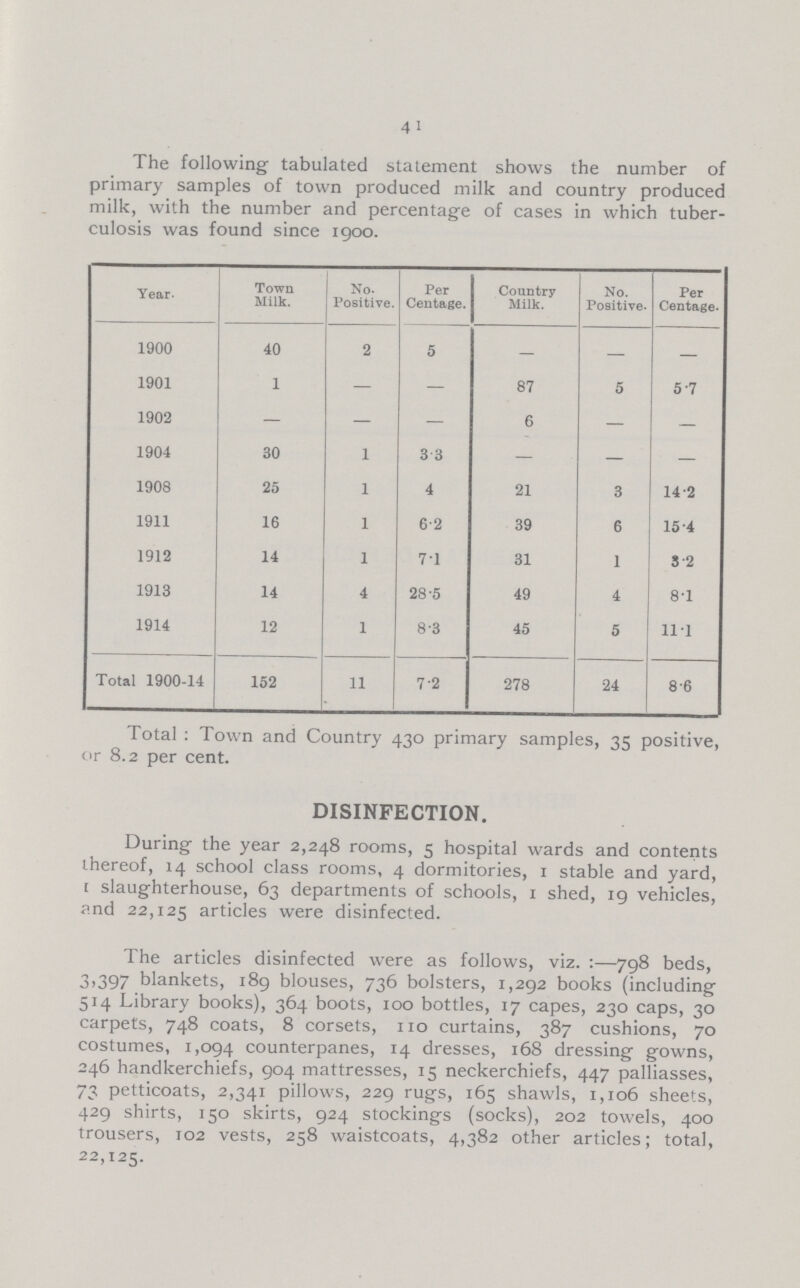 41
The following tabulated statement shows the number of
primary samples of town produced milk and country produced
milk, with the number and percentage of cases in which tuber-
culosis was found since 1900.
Year. Town Milk. No. Positive. Per Centage. Country Milk. No. Positive. Per Centage.
1900 40 2 5 — — —
1901 1 — — 87 5 5·7
1902 — — — 6 — —
1904 30 1 3 3 — — —
1908 25 1 4 21 3 14·2
1911 16 1 6·2 39 6 15·4
1912 14 1 7·1 31 1 3·2
1913 14 4 28·5 49 4 8·1
1914 12 1 8·3 45 5 11·1
Total 1900-14 152 11 7·2 278 24 8·6
Total : Town and Country 430 primary samples, 35 positive,
or 8.2 per cent.
DISINFECTION.
During the year 2,248 rooms, 5 hospital wards and contents
thereof, 14 school class rooms, 4 dormitories, 1 stable and yard,
1 slaughterhouse, 63 departments of schools, 1 shed, 19 vehicles,
and 22,125 articles were disinfected.
The articles disinfected were as follows, viz. :—798 beds,
3,397 blankets, 189 blouses, 736 bolsters, 1,292 books (including
514 Library books), 364 boots, 100 bottles, 17 capes, 230 caps, 30
carpets, 748 coats, 8 corsets, 110 curtains, 387 cushions, 70
costumes, 1,094 counterpanes, 14 dresses, 168 dressing gowns,
246 handkerchiefs, 904 mattresses, 15 neckerchiefs, 447 palliasses,
73 petticoats, 2,341 pillows, 229 rugs, 165 shawls, 1,106 sheets,
429 shirts, 150 skirts, 924 stockings (socks), 202 towels, 400
trousers, 102 vests, 258 waistcoats, 4,382 other articles; total,
22,125.